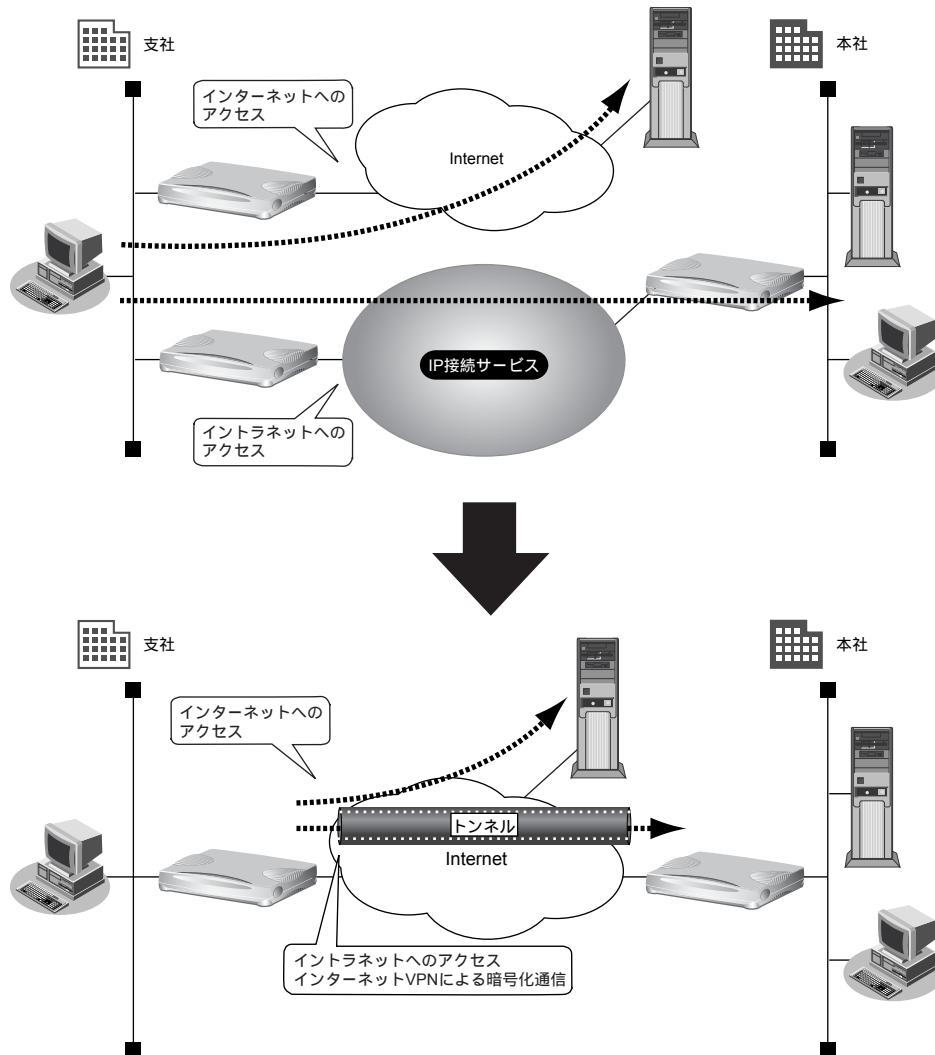 支社
本社
インターネットへの
アクセス
Internet
IP接続サービス
イントラネットへの
アクセス
支社
本社
インターネットへの
アクセス
トンネル
Internet
イントラネットへのアクセス
インターネットVPNによる暗号化通信